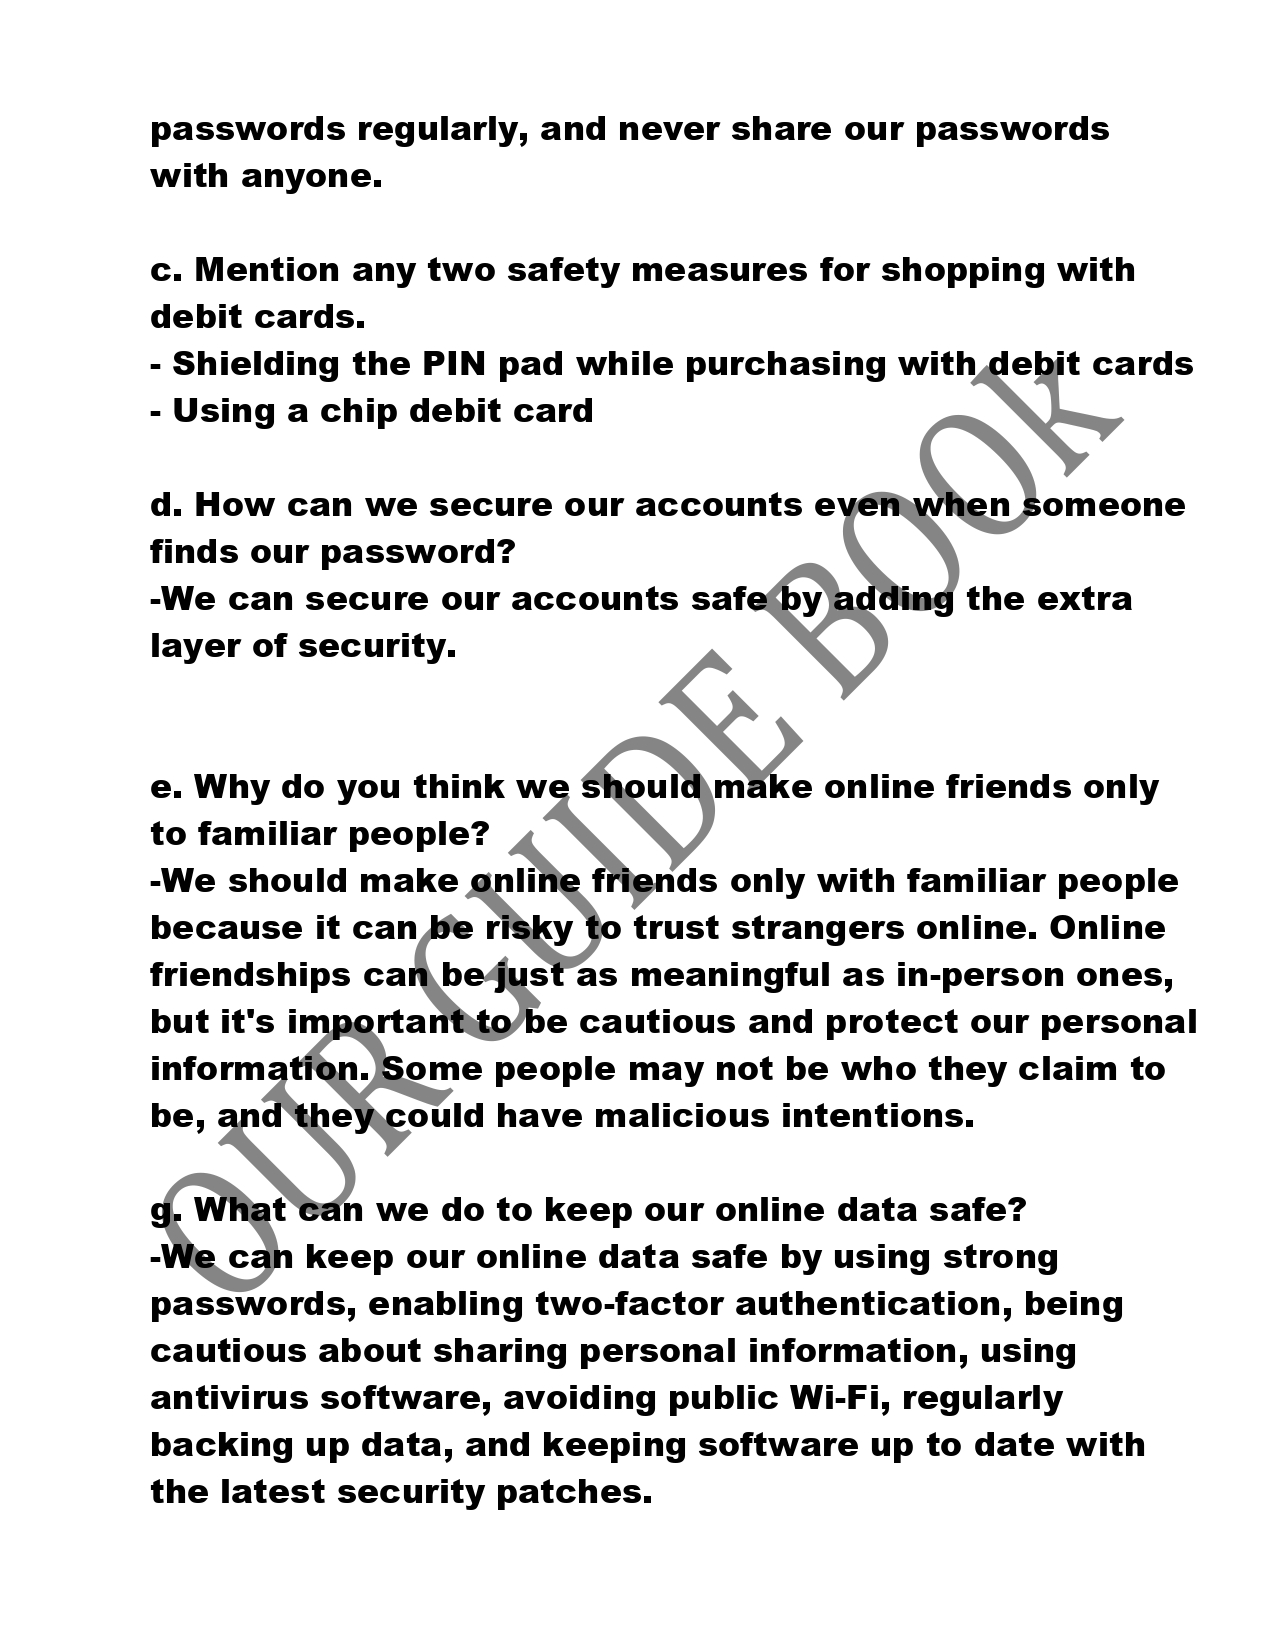 passwords regularly, and never share our passwords
with anyone.
c. Mention any two safety measures for shopping with
debit cards.
- Shielding the PIN pad while purchasing with debit cards
- Using a chip debit card
d. How can we secure our accounts even when someone
finds our password?
-We can secure our accounts safe by adding the extra
layer of security.
e. Why do you think we should make online friends only
to familiar people?
-We should make online friends only with familiar people
because it can be risky to trust strangers online. Online
friendships can be just as meaningful as in-person ones,
but it's important to be cautious and protect our personal
information. Some people may not be who they claim to
be, and they could have malicious intentions.
g. What can we do to keep our online data safe?
-We can keep our online data safe by using strong
passwords, enabling two-factor authentication, being
cautious about sharing personal information, using
antivirus software, avoiding public Wi-Fi, regularly
backing up data, and keeping software up to date with
the latest security patches.
OUR GUIDE BOOk